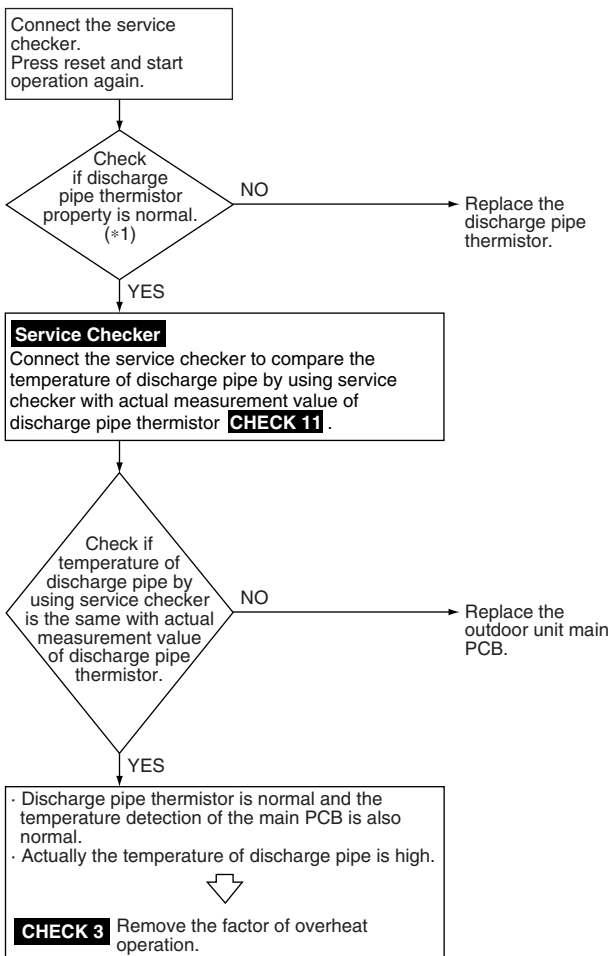 Connect the service
checker.
Press reset and start
operation again.
Check
if discharge
pipe thermistor
property is normal.
(*1)
NO
Replace the
discharge pipe
thermistor.
YES
Service Checker
Connect the service checker to compare the
temperature of discharge pipe by using service
checker with actual measurement value of
discharge pipe thermistor CHECK 11 .
Check if
temperature of
discharge pipe by
using service checker
is the same with actual
measurement value
of discharge pipe
thermistor.
NO
Replace the
outdoor unit main
PCB.
YES
· Discharge pipe thermistor is normal and the
temperature detection of the main PCB is also
normal.
· Actually the temperature of discharge pipe is high.
CHECK 3 Remove the factor of overheat
operation.